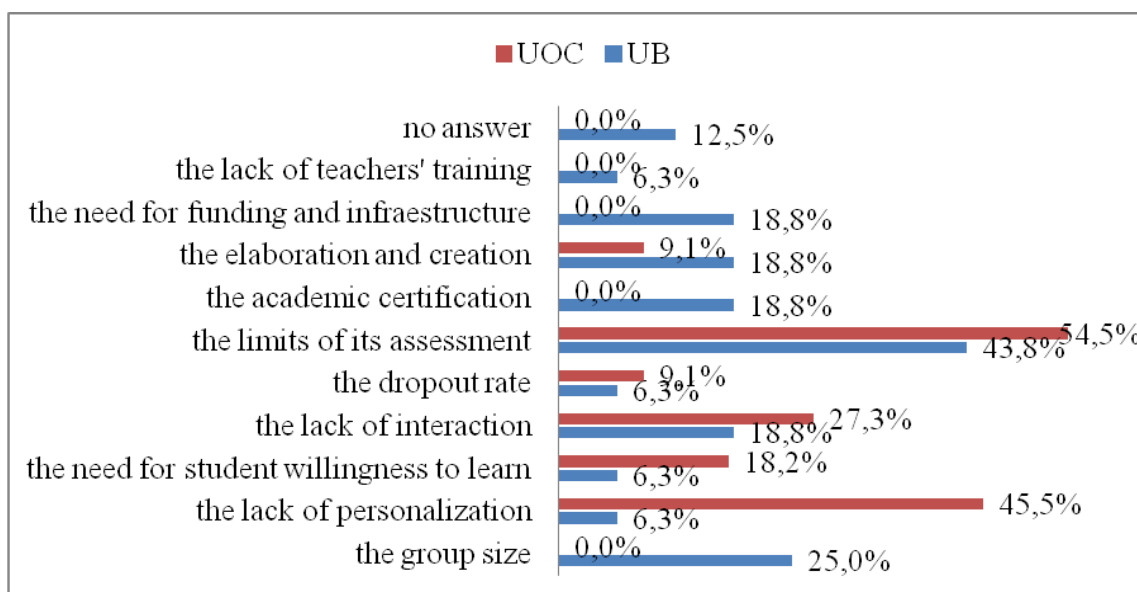 UOC UB
no answer 0,0% 12,5%
the lack of teachers' training 0,0% 6,3%
the need for funding and infraestructure 0,0% 18,8%
the elaboration and creation 9,1% 18,8%
the academic certification 0,0% 18,8%
the limits of its assessment 54,5% 43,8%
the dropout rate 9,1% 6,3%
the lack of interaction 27,3% 18,8%
the need for student willingness to learn 18,2% 6,3%
the lack of personalization 45,5% 6,3%
the group size 0,0% 25,0%